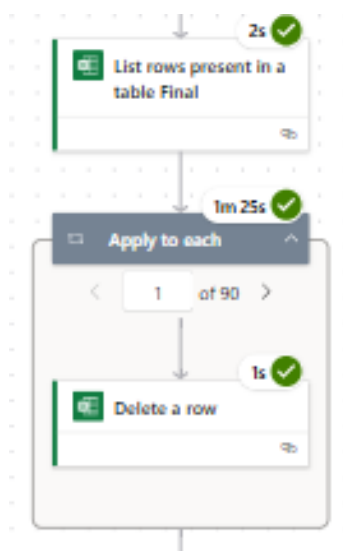 2s
List rows present in a
table Final
1m 25s
Apply to each
1 of 90
1s
Delete a row